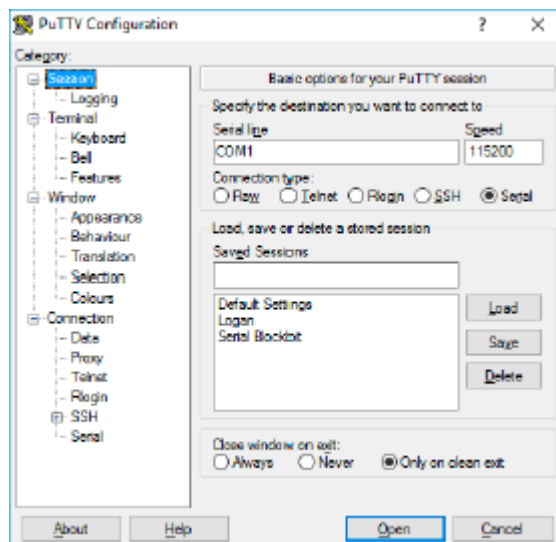 PuTTY Configuration
?
Category:
Session
Logging
Terminal
Keyboard
Bell
Features
Window
Appearance
Behaviour
Translation
Selection
Colours
Connection
Data
Proxy
Telnet
Rlogin
SSH
Serial
Basic options for your PuTTY session
Specify the destination you want to connect to
Serial line Speed
COM1 115200
Connection type:
Raw Telnet Rlogin SSH Serial
Load, save or delete a stored session
Saved Sessions
Default Settings
Logan
Serial Blockbit
Load
Save
Delete
Close window on exit:
Always Never Only on clean exit
About Help Open Cancel